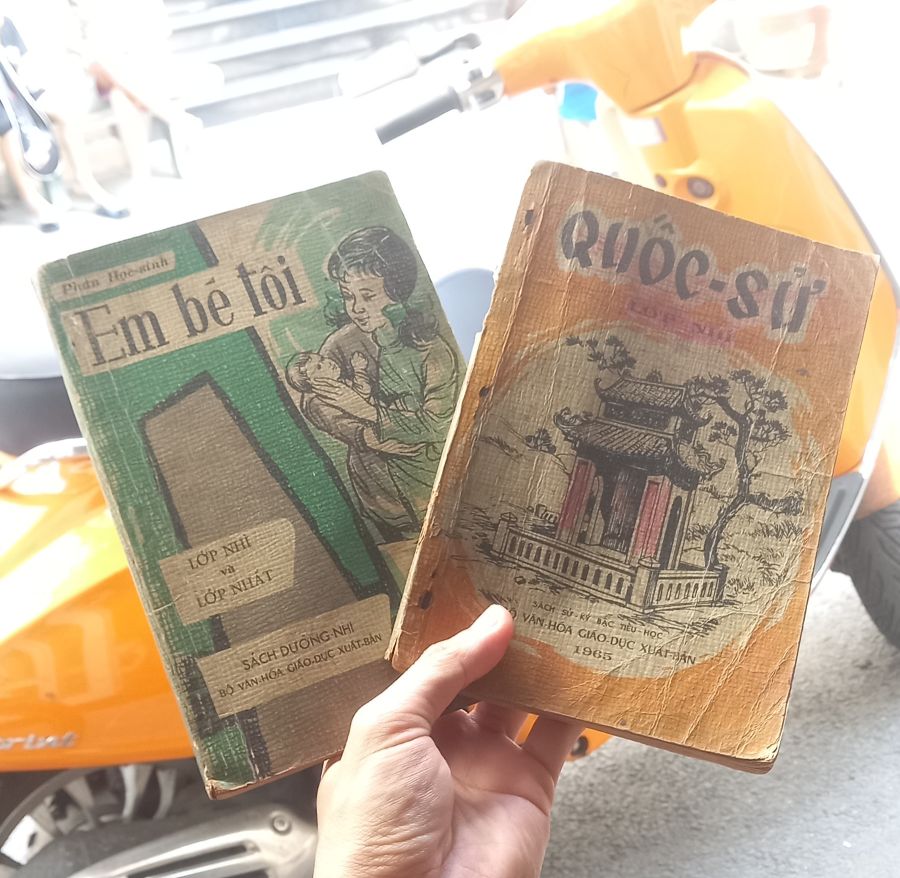 Phần Học-sinh
Em bé tôi
LỚP NHÌ
và
LỚP NHẤT
SÁCH DƯỠNG-NHI
BỘ VĂN-HÓA GIÁO-DỤC XUẤT-BẢN
QUỐC-SỬ
LỚP NHÌ
SÁCH SỬ-KÝ BẬC TIỂU-HỌC
BỘ VĂN-HÓA GIÁO-DỤC XUẤT-BẢN
1965